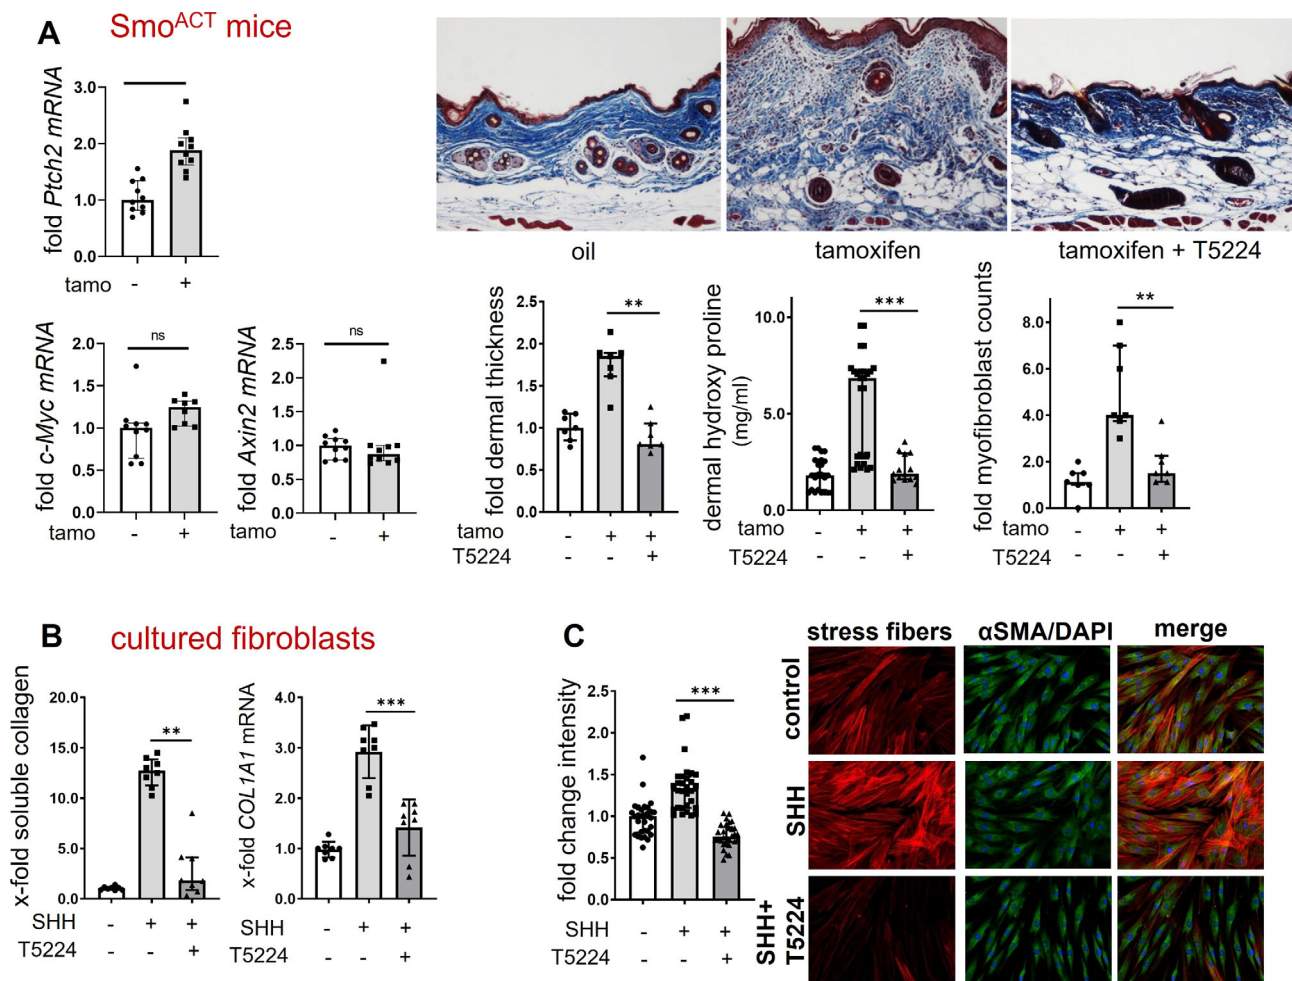 A
Smo^ACT mice
fold Ptch2 mRNA
3.0
2.0
1.0
0.0
tamo - +
oil
tamoxifen
tamoxifen + T5224
fold c-Myc mRNA
2.0
1.5
1.0
0.5
0.0
ns
tamo - +
fold Axin2 mRNA
2.5
2.0
1.5
1.0
0.5
0.0
ns
tamo - +
fold dermal thickness
2.5
2.0
1.5
1.0
0.5
0.0
**
tamo - + +
T5224 - - +
dermal hydroxy proline
(mg/ml)
10.0
5.0
0.0
***
tamo - + +
T5224 - - +
fold myofibroblast counts
8.0
6.0
4.0
2.0
0.0
**
tamo - + +
T5224 - - +
B
cultured fibroblasts
x-fold soluble collagen
20.0
15.0
10.0
5.0
0.0
**
SHH - + +
T5224 - - +
x-fold COL1A1 mRNA
4.0
3.0
2.0
1.0
0.0
***
SHH - + +
T5224 - - +
C
fold change intensity
2.5
2.0
1.5
1.0
0.5
0.0
***
SHH - + +
T5224 - - +
stress fibers αSMA/DAPI merge
control
SHH
SHH+
T5224